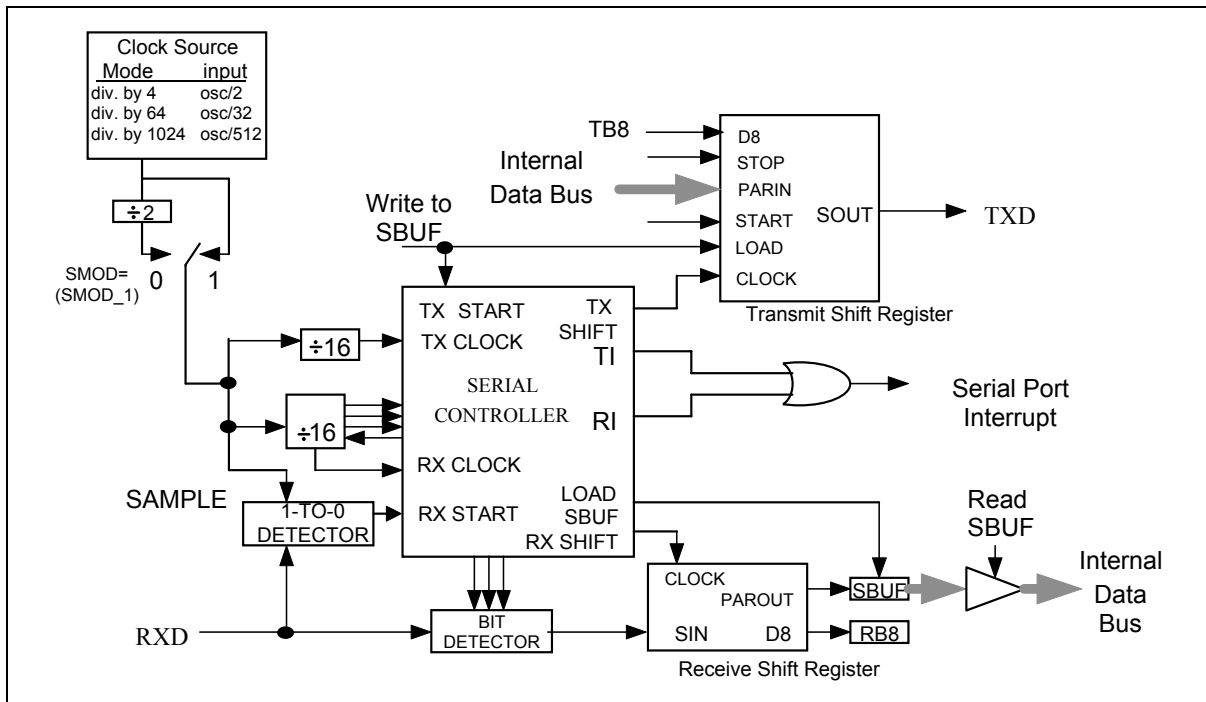 Clock Source
Mode input
div. by 4 osc/2
div. by 64 osc/32
div. by 1024 osc/512
÷2
SMOD=
(SMOD_1)
0
1
Write to
SBUF
TB8
Internal
Data Bus
D8
STOP
PARIN
START
LOAD
CLOCK
SOUT
TXD
Transmit Shift Register
÷16
÷16
TX START
TX CLOCK
SERIAL
CONTROLLER
RX CLOCK
RX START
TX
SHIFT
TI
RI
LOAD
SBUF
RX SHIFT
Serial Port
Interrupt
SAMPLE
1-TO-0
DETECTOR
RXD
BIT
DETECTOR
CLOCK
PAROUT
SIN
D8
Receive Shift Register
SBUF
RB8
Read
SBUF
Internal
Data
Bus